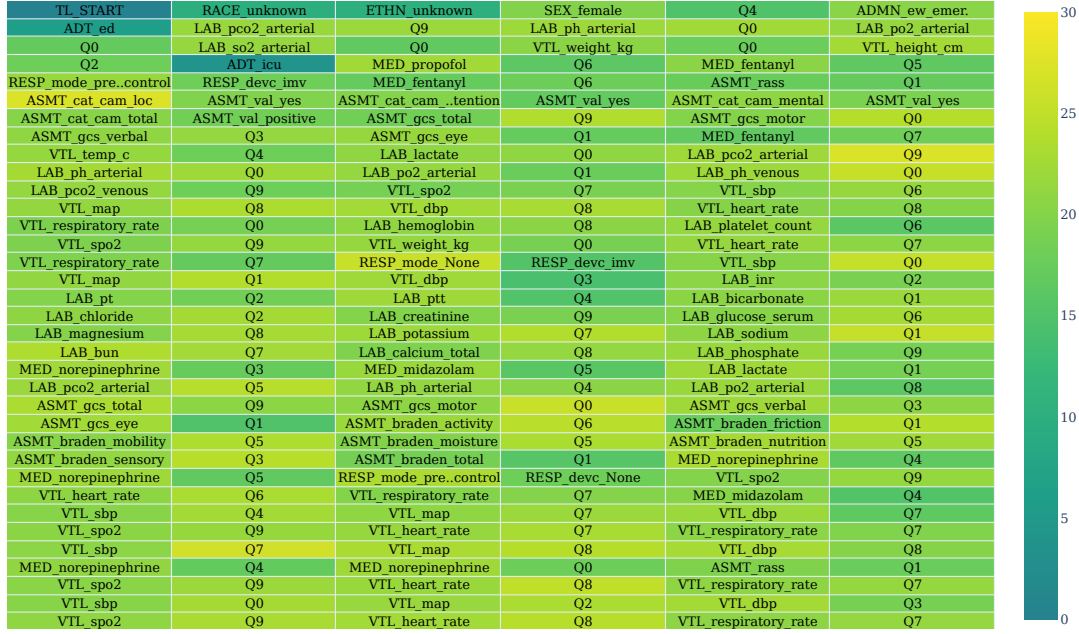 TL_START RACE_unknown ETHN_unknown SEX_female Q4 ADMN_ew_emer. 30
ADT_ed LAB_pco2_arterial Q9 LAB_ph_arterial Q0 LAB_po2_arterial
Q0 LAB_so2_arterial Q0 VTL_weight_kg Q0 VTL_height_cm
Q2 ADT_icu MED_propofol Q6 MED_fentanyl Q5
RESP_mode_pre..control RESP_devc_imv MED_fentanyl Q6 ASMT_rass Q1
ASMT_cat_cam_loc ASMT_val_yes ASMT_cat_cam_..tention ASMT_val_yes ASMT_cat_cam_mental ASMT_val_yes 25
ASMT_cat_cam_total ASMT_val_positive ASMT_gcs_total Q9 ASMT_gcs_motor Q0
ASMT_gcs_verbal Q3 ASMT_gcs_eye Q1 MED_fentanyl Q7
VTL_temp_c Q4 LAB_lactate Q0 LAB_pco2_arterial Q9
LAB_ph_arterial Q0 LAB_po2_arterial Q1 LAB_ph_venous Q0
LAB_pco2_venous Q9 VTL_spo2 Q7 VTL_sbp Q6
VTL_map Q8 VTL_dbp Q8 VTL_heart_rate Q8 20
VTL_respiratory_rate Q0 LAB_hemoglobin Q8 LAB_platelet_count Q6
VTL_spo2 Q9 VTL_weight_kg Q0 VTL_heart_rate Q7
VTL_respiratory_rate Q7 RESP_mode_None RESP_devc_imv VTL_sbp Q0
VTL_map Q1 VTL_dbp Q3 LAB_inr Q2
LAB_pt Q2 LAB_ptt Q4 LAB_bicarbonate Q1
LAB_chloride Q2 LAB_creatinine Q9 LAB_glucose_serum Q6 15
LAB_magnesium Q8 LAB_potassium Q7 LAB_sodium Q1
LAB_bun Q7 LAB_calcium_total Q8 LAB_phosphate Q9
MED_norepinephrine Q3 MED_midazolam Q5 LAB_lactate Q1
LAB_pco2_arterial Q5 LAB_ph_arterial Q4 LAB_po2_arterial Q8
ASMT_gcs_total Q9 ASMT_gcs_motor Q0 ASMT_gcs_verbal Q3
ASMT_gcs_eye Q1 ASMT_braden_activity Q6 ASMT_braden_friction Q1 10
ASMT_braden_mobility Q5 ASMT_braden_moisture Q5 ASMT_braden_nutrition Q5
ASMT_braden_sensory Q3 ASMT_braden_total Q1 MED_norepinephrine Q4
MED_norepinephrine Q5 RESP_mode_pre..control RESP_devc_None VTL_spo2 Q9
VTL_heart_rate Q6 VTL_respiratory_rate Q7 MED_midazolam Q4
VTL_sbp Q4 VTL_map Q7 VTL_dbp Q7 5
VTL_spo2 Q9 VTL_heart_rate Q7 VTL_respiratory_rate Q7
VTL_sbp Q7 VTL_map Q8 VTL_dbp Q8
MED_norepinephrine Q4 MED_norepinephrine Q0 ASMT_rass Q1
VTL_spo2 Q9 VTL_heart_rate Q8 VTL_respiratory_rate Q7
VTL_sbp Q0 VTL_map Q2 VTL_dbp Q3
VTL_spo2 Q9 VTL_heart_rate Q8 VTL_respiratory_rate Q7 0